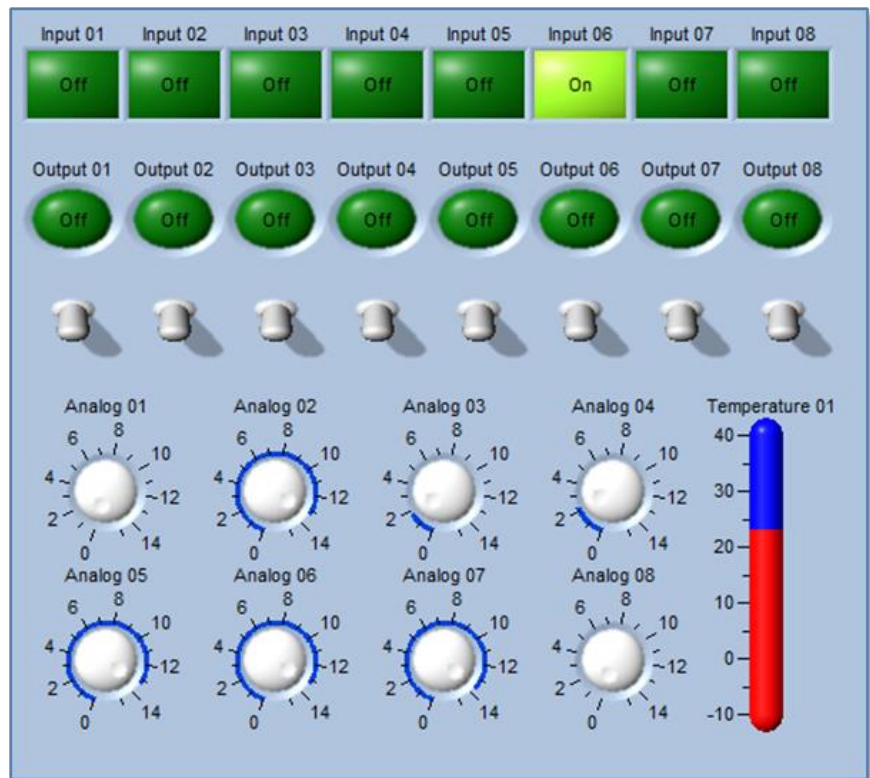 Input 01 Input 02 Input 03 Input 04 Input 05 Input 06 Input 07 Input 08
Off Off Off Off Off On Off Off
Output 01 Output 02 Output 03 Output 04 Output 05 Output 06 Output 07 Output 08
Off Off Off Off Off Off Off Off
Analog 01
0 2 4 6 8 10 12 14
Analog 02
0 2 4 6 8 10 12 14
Analog 03
0 2 4 6 8 10 12 14
Analog 04
0 2 4 6 8 10 12 14
Temperature 01
40
30
20
10
0
-10
Analog 05
0 2 4 6 8 10 12 14
Analog 06
0 2 4 6 8 10 12 14
Analog 07
0 2 4 6 8 10 12 14
Analog 08
0 2 4 6 8 10 12 14